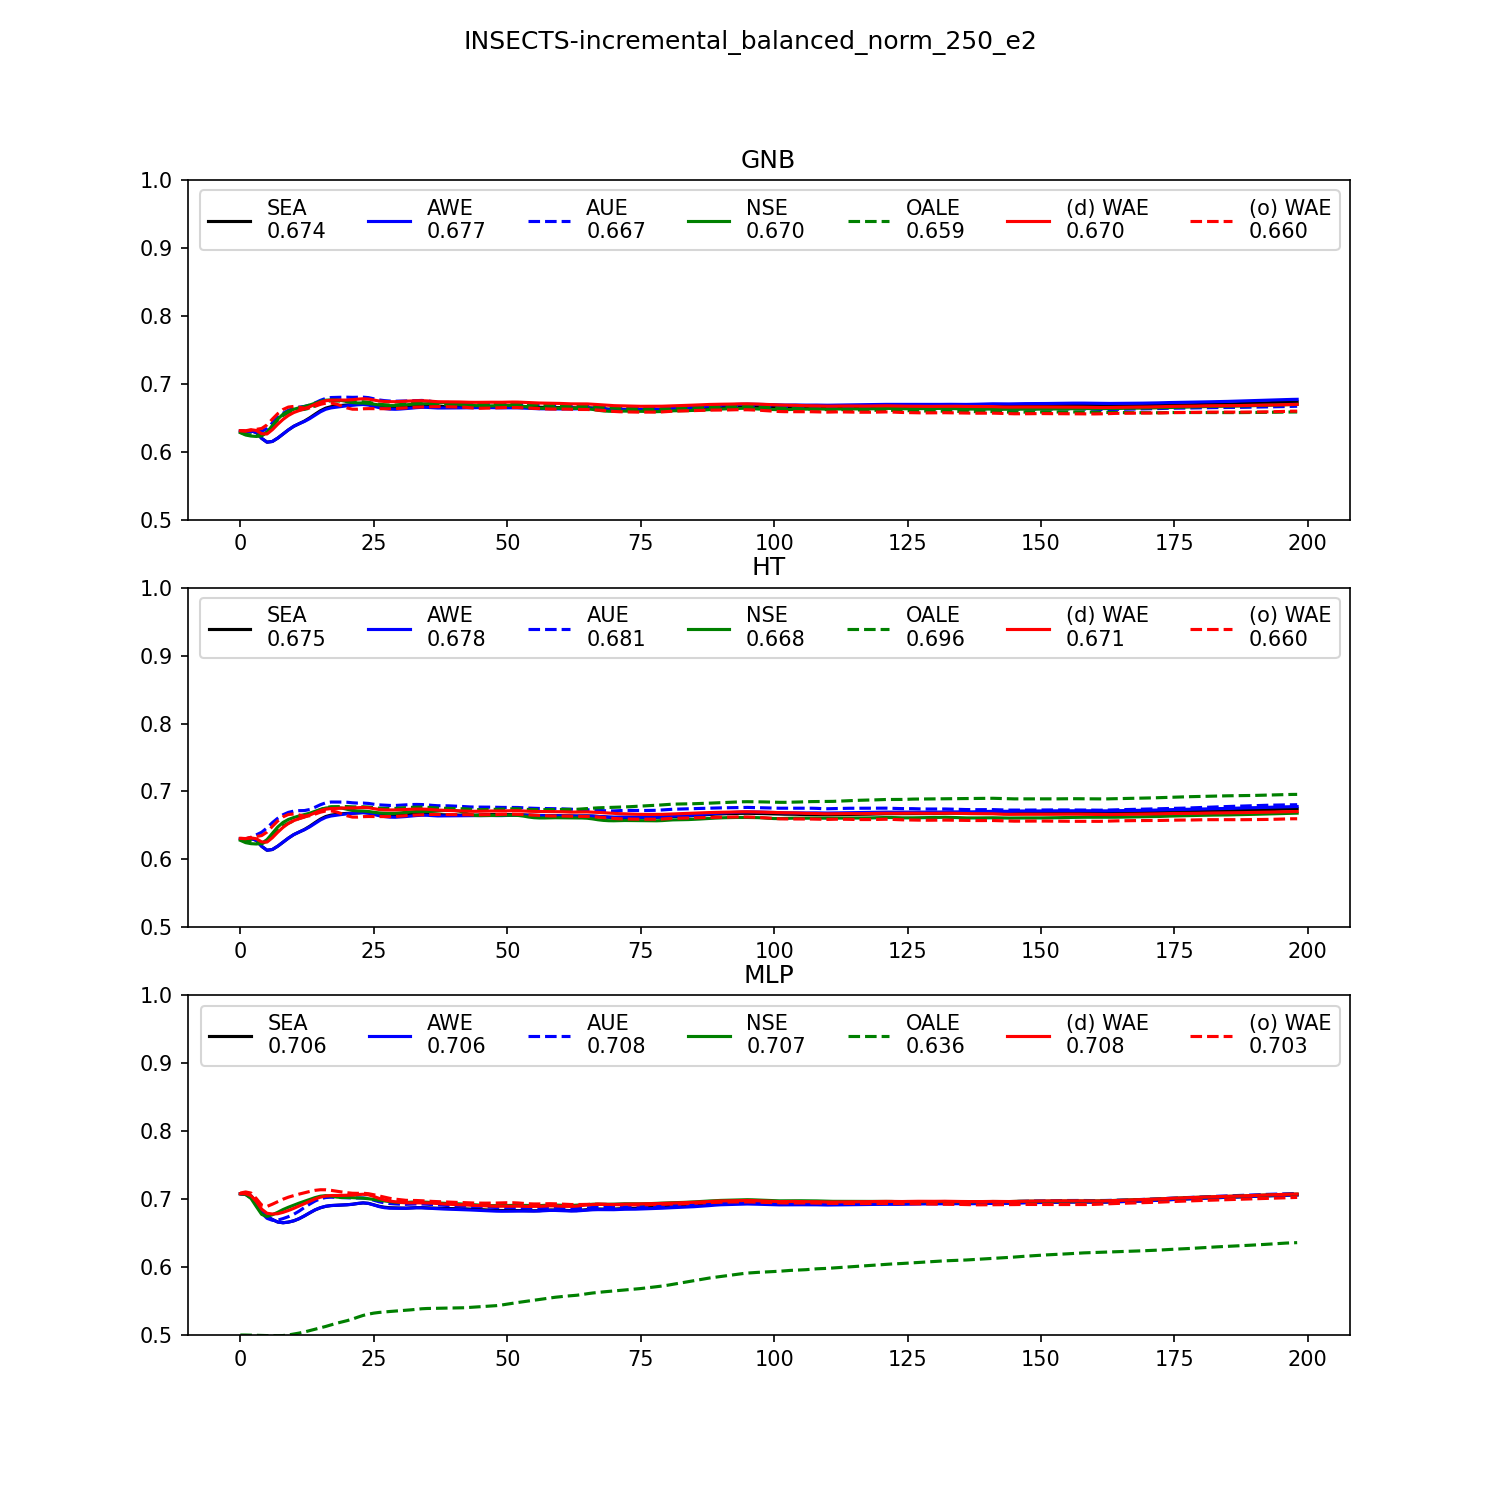 INSECTS-incremental_balanced_norm_250_e2
GNB
1.0
SEA AWE AUE NSE OALE (d) WAE (o) WAE
0.674 0.677 0.667 0.670 0.659 0.670 0.660
0.9
0.8
0.7
0.6
0.5
0 25 50 75 100 125 150 175 200
HT
1.0
SEA AWE AUE NSE OALE (d) WAE (o) WAE
0.675 0.678 0.681 0.668 0.696 0.671 0.660
0.9
0.8
0.7
0.6
0.5
0 25 50 75 100 125 150 175 200
MLP
1.0
SEA AWE AUE NSE OALE (d) WAE (o) WAE
0.706 0.706 0.708 0.707 0.636 0.708 0.703
0.9
0.8
0.7
0.6
0.5
0 25 50 75 100 125 150 175 200